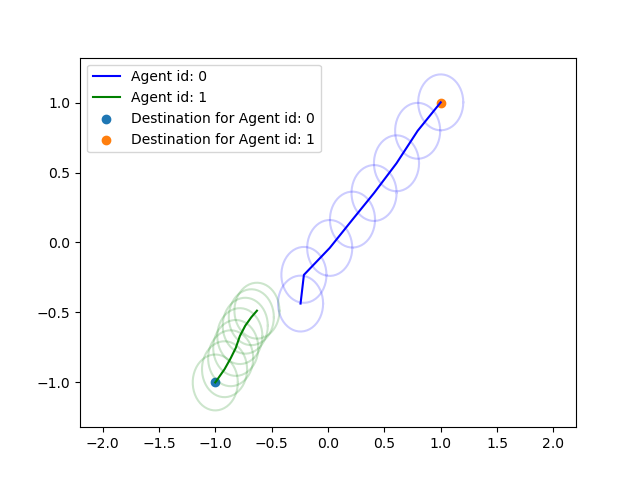 Agent id: 0
Agent id: 1
Destination for Agent id: 0
Destination for Agent id: 1
1.0
0.5
0.0
−0.5
−1.0
−2.0 −1.5 −1.0 −0.5 0.0 0.5 1.0 1.5 2.0